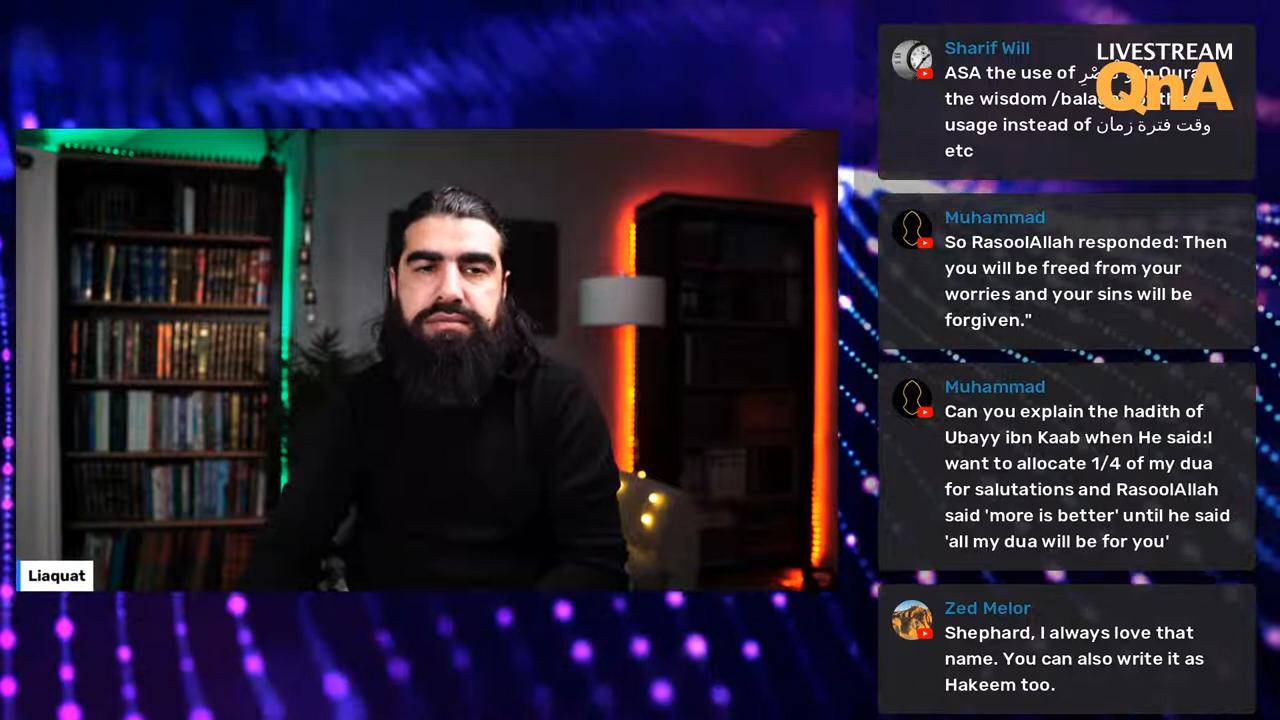 LIVESTREAM
QnA
Sharif Will
ASA the use of
the wisdom
usage instead of وقت فترة زمان
etc
Muhammad
So RasoolAllah responded: Then
you will be freed from your
worries and your sins will be
forgiven."
Muhammad
Can you explain the hadith of
Ubayy ibn Kaab when He said:I
want to allocate 1/4 of my dua
for salutations and RasoolAllah
said 'more is better' until he said
'all my dua will be for you'
Zed Melor
Shephard, I always love that
name. You can also write it as
Hakeem too.
Liaquat